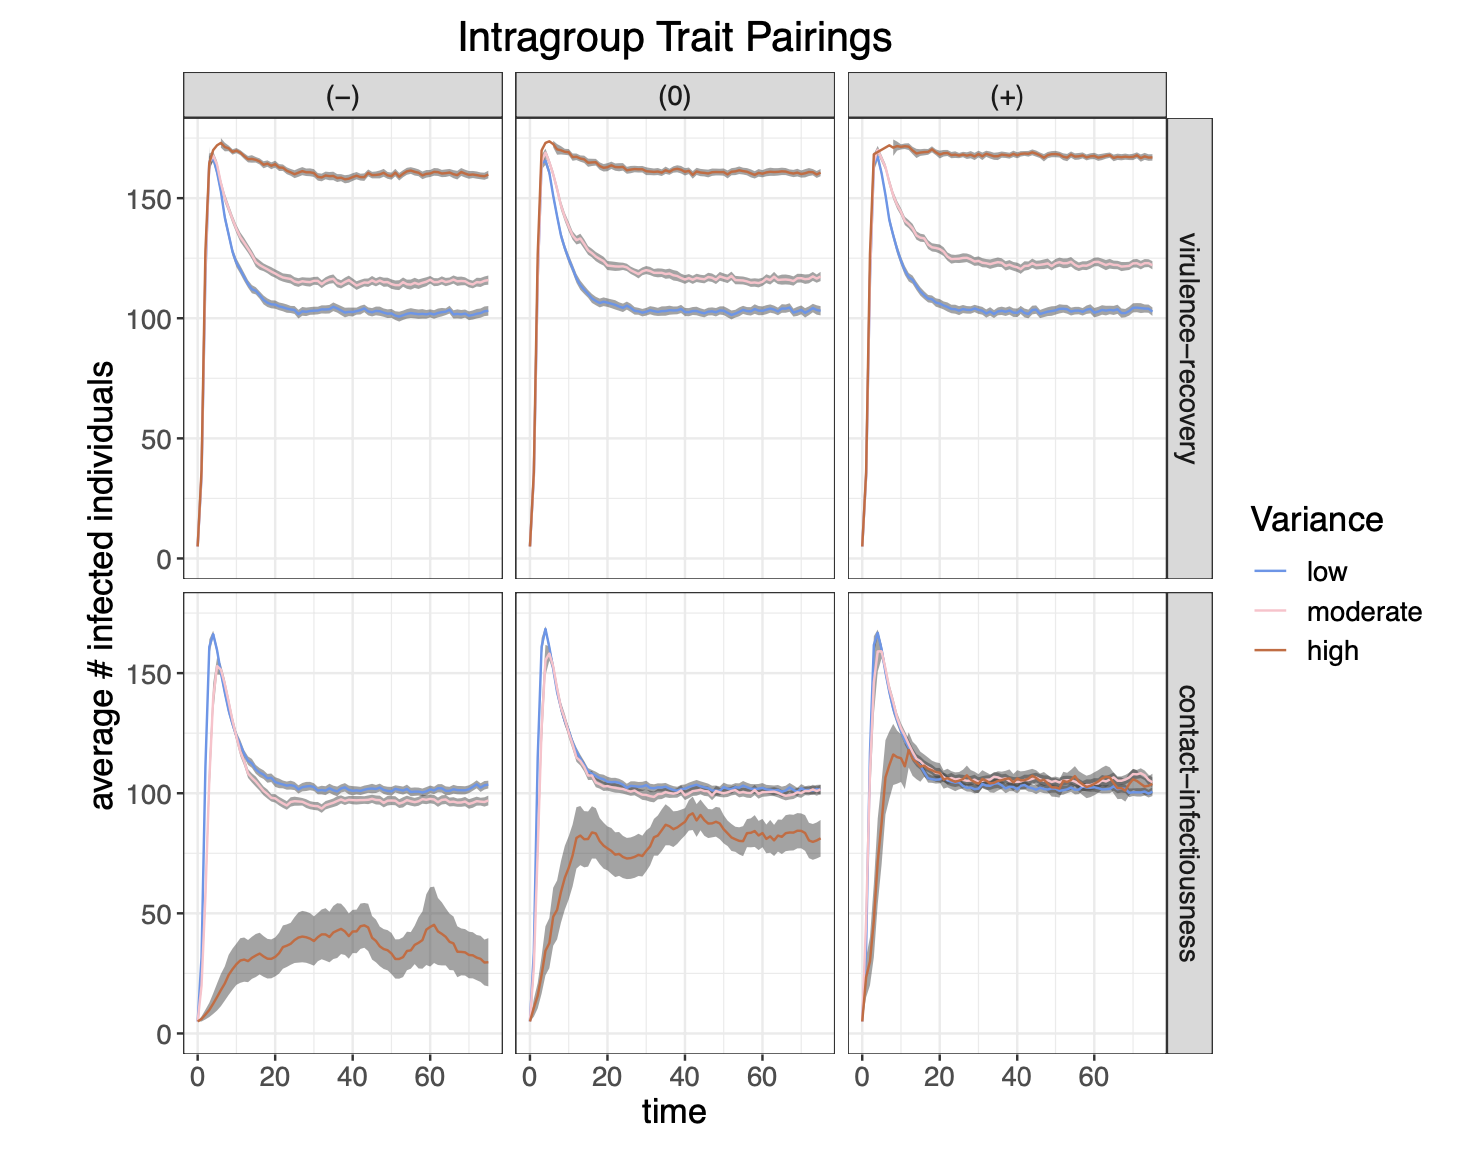 Intragroup Trait Pairings
(−)
(0)
(+)
150
100
50
0
virulence−recovery
150
100
50
0
contact−infectiousness
average # infected individuals
0 20 40 60
0 20 40 60
0 20 40 60
time
Variance
low
moderate
high